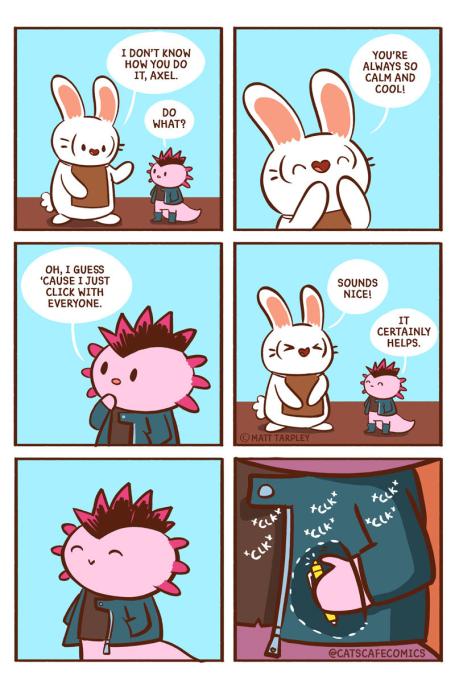 I DON'T KNOW
HOW YOU DO
IT, AXEL.
DO
WHAT?
YOU'RE
ALWAYS SO
CALM AND
COOL!
OH, I GUESS
'CAUSE I JUST
CLICK WITH
EVERYONE.
SOUNDS
NICE!
IT
CERTAINLY
HELPS.
© MATT TARPLEY
*CLK*
*CLK*
*CLK*
*CLK*
*CLK*
*CLK*
@CATSCAFECOMICS